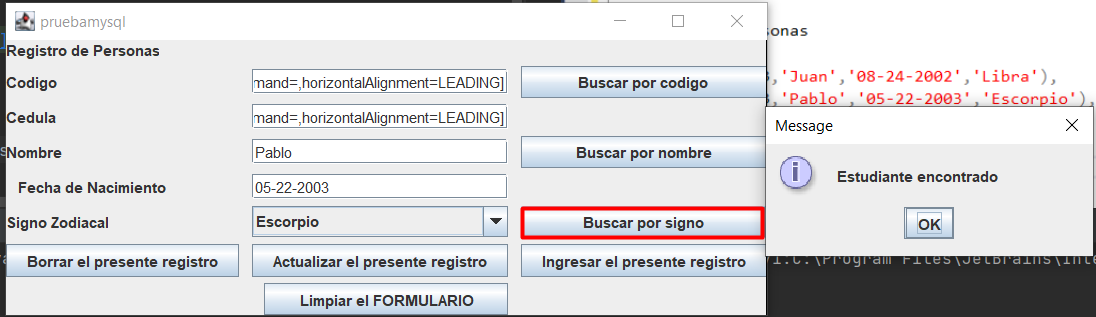 pruebamysql
Registro de Personas
Codigo
mand=,horizontalAlignment=LEADING]
Buscar por codigo
Cedula
mand=,horizontalAlignment=LEADING]
Nombre
Pablo
Buscar por nombre
Fecha de Nacimiento
05-22-2003
Signo Zodiacal
Escorpio
Buscar por signo
Borrar el presente registro
Actualizar el presente registro
Ingresar el presente registro
Limpiar el FORMULARIO
sonas
,'Juan','08-24-2002','Libra'),
,'Pablo','05-22-2003','Escorpio'),
Message
Estudiante encontrado
OK
C:\Program Files\JetBrains\Inte